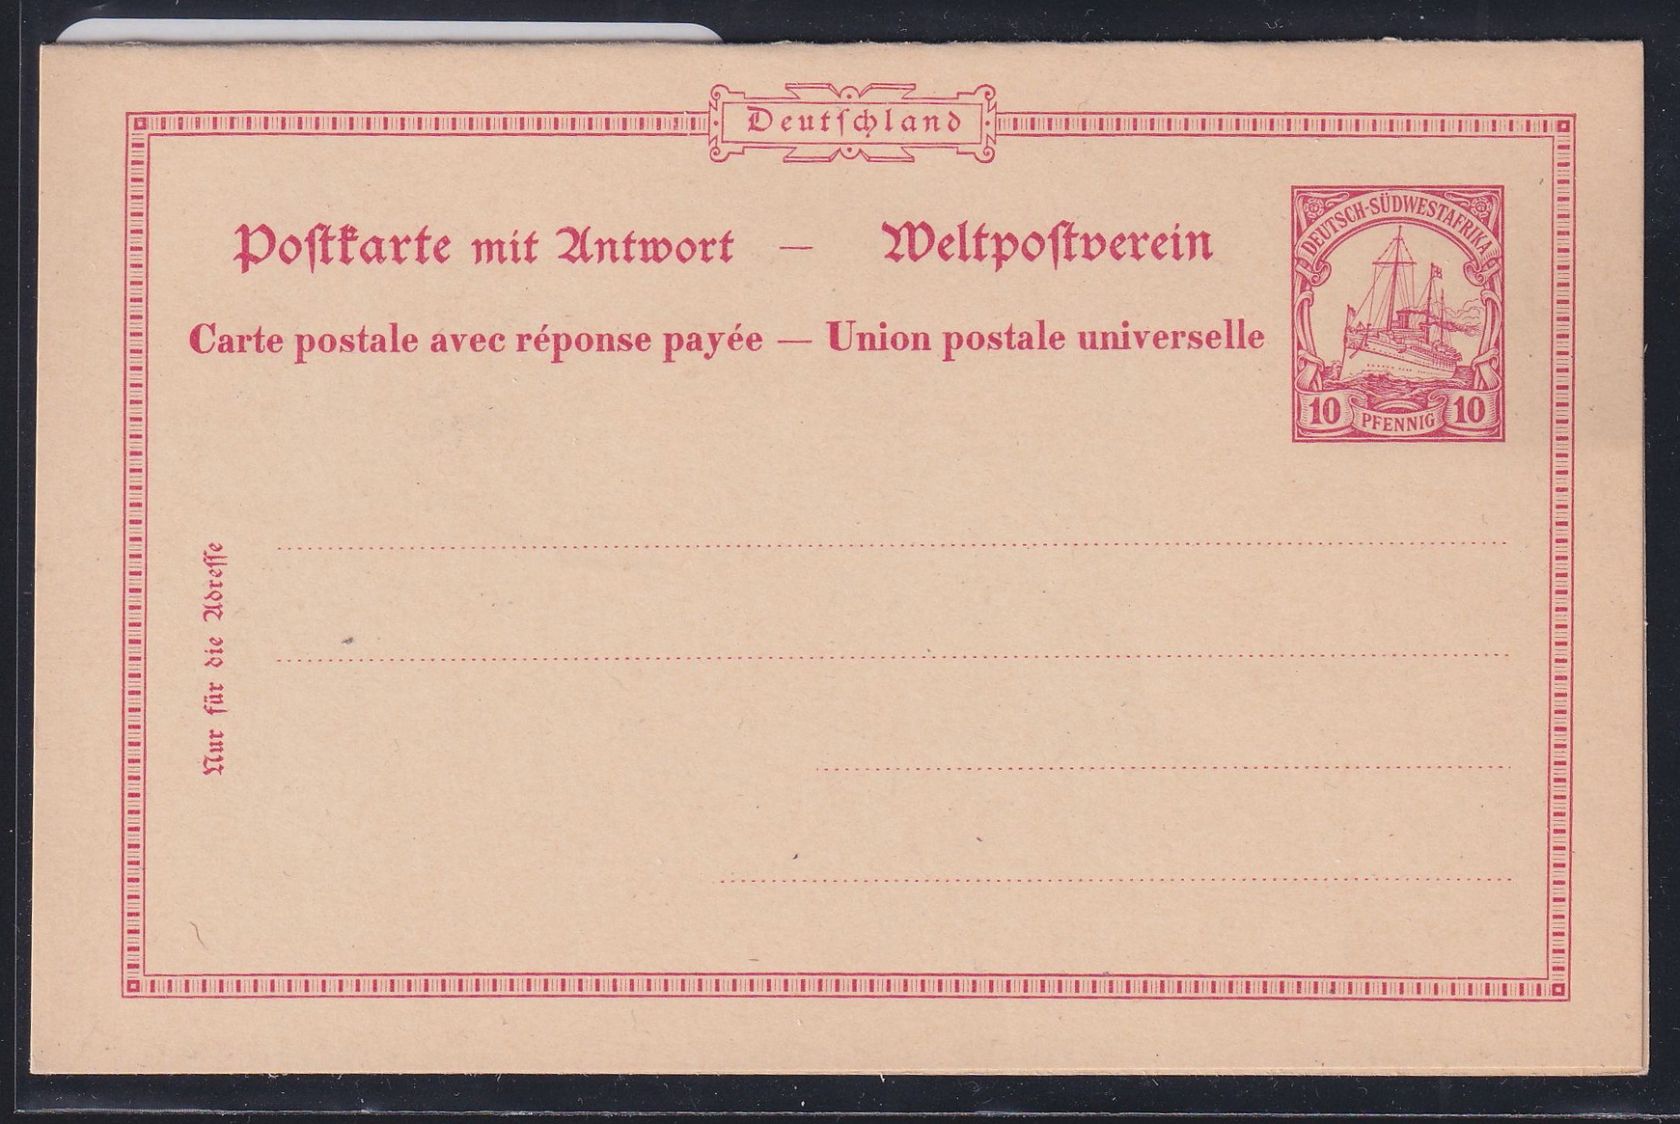 Deutſchland
Poſtkarte mit Antwort — Weltpoſtverein
Carte postale avec réponse payée — Union postale universelle
DEUTSCH-SÜDWESTAFRIKA
10 PFENNIG 10
Nur für die Adreſſe